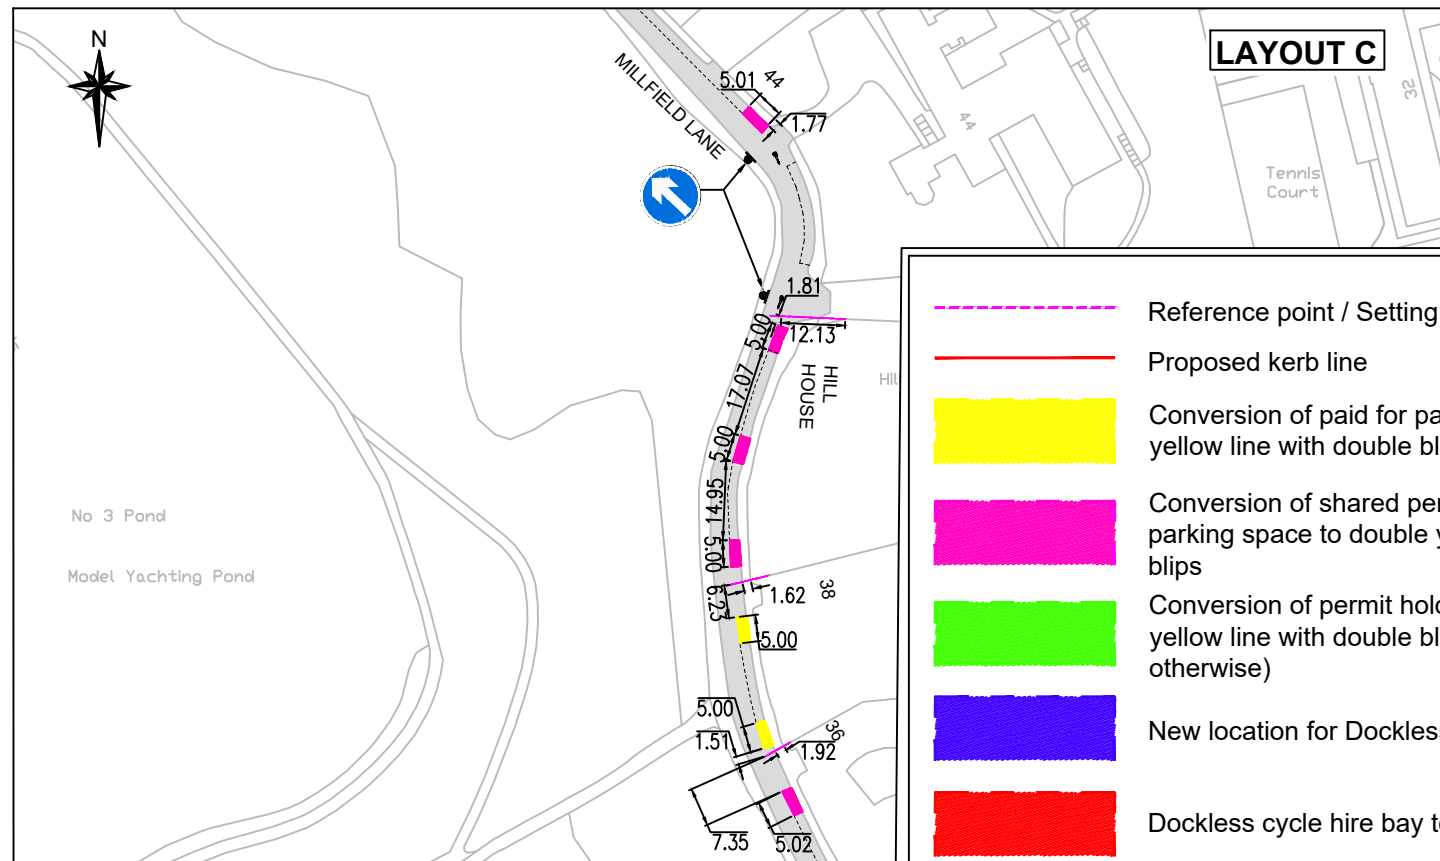 LAYOUT C
N
MILLFIELD LANE
5.01
44
1.77
44
32
Tennis
Court
1.81
5.00
12.13
HILL
HOUSE
17.07
5.00
14.95
5.00
6.23
1.62
38
5.00
5.00
1.51
36
1.92
7.35
5.02
No 3 Pond
Model Yachting Pond
Reference point / Setting
Proposed kerb line
Conversion of paid for pa
yellow line with double bl
Conversion of shared per
parking space to double y
blips
Conversion of permit hol
yellow line with double bl
otherwise)
New location for Dockles
Dockless cycle hire bay t